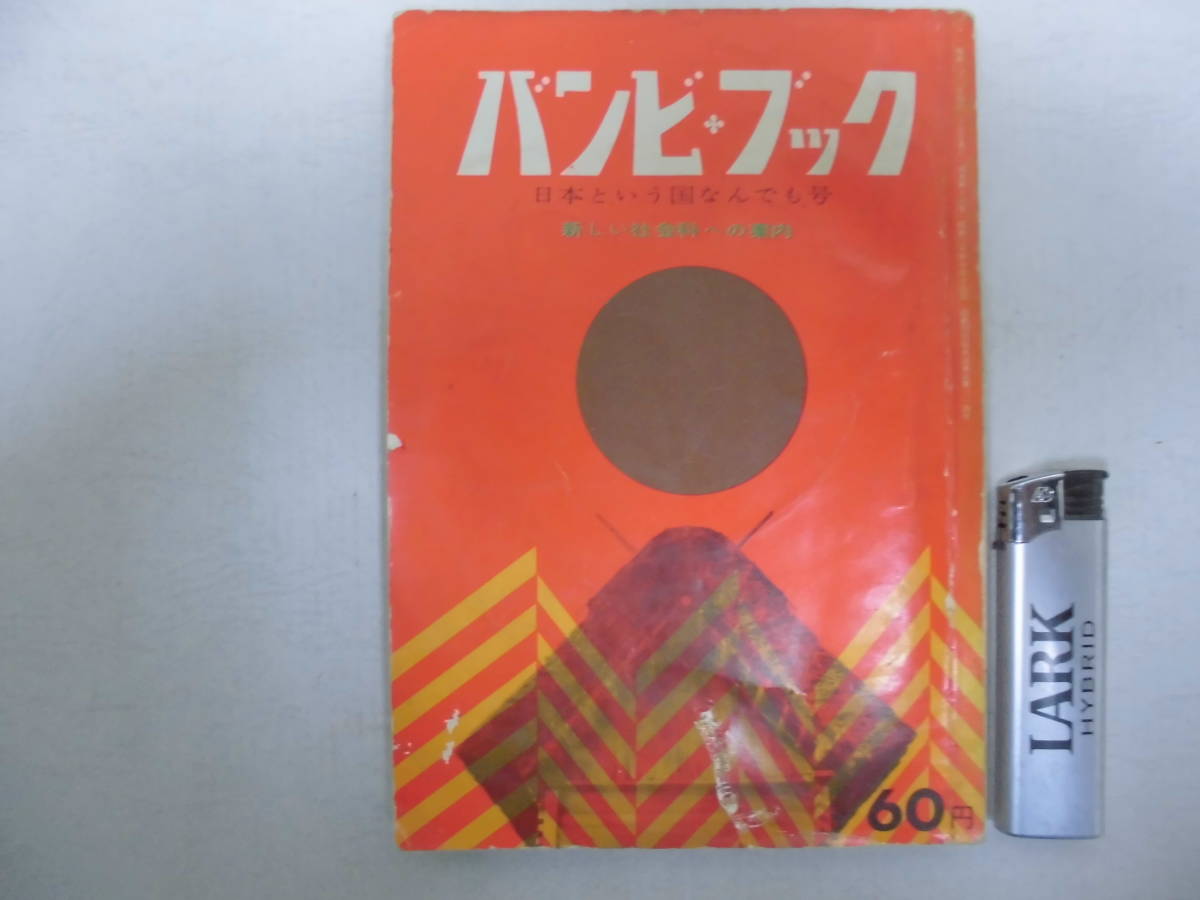 バンビ・ブック
日本という国なんでも号
新しい社会科への案内
60円
LARK
HYBRID